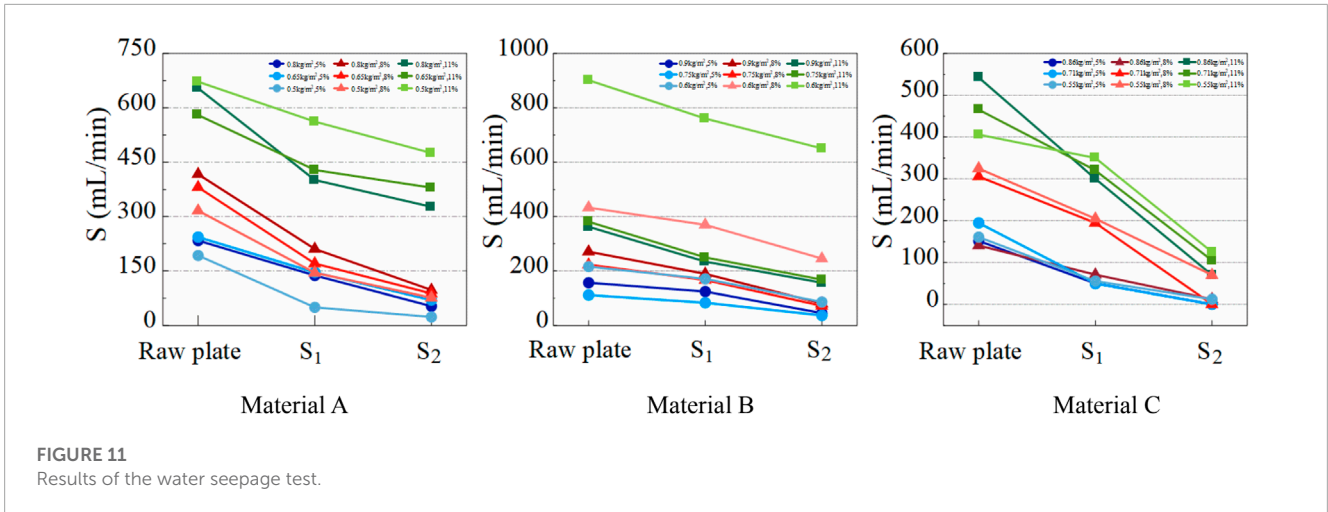 S (mL/min)
750
600
450
300
150
0
0.8kg/m²,5% 0.8kg/m²,8% 0.8kg/m²,11%
0.65kg/m²,5% 0.65kg/m²,8% 0.65kg/m²,11%
0.5kg/m²,5% 0.5kg/m²,8% 0.5kg/m²,11%
Raw plate S₁ S₂
Material A
S (mL/min)
1000
800
600
400
200
0
0.9kg/m²,5% 0.9kg/m²,8% 0.9kg/m²,11%
0.75kg/m²,5% 0.75kg/m²,8% 0.75kg/m²,11%
0.6kg/m²,5% 0.6kg/m²,8% 0.6kg/m²,11%
Raw plate S₁ S₂
Material B
S (mL/min)
600
500
400
300
200
100
0
0.86kg/m²,5% 0.86kg/m²,8% 0.86kg/m²,11%
0.71kg/m²,5% 0.71kg/m²,8% 0.71kg/m²,11%
0.55kg/m²,5% 0.55kg/m²,8% 0.55kg/m²,11%
Raw plate S₁ S₂
Material C
FIGURE 11
Results of the water seepage test.